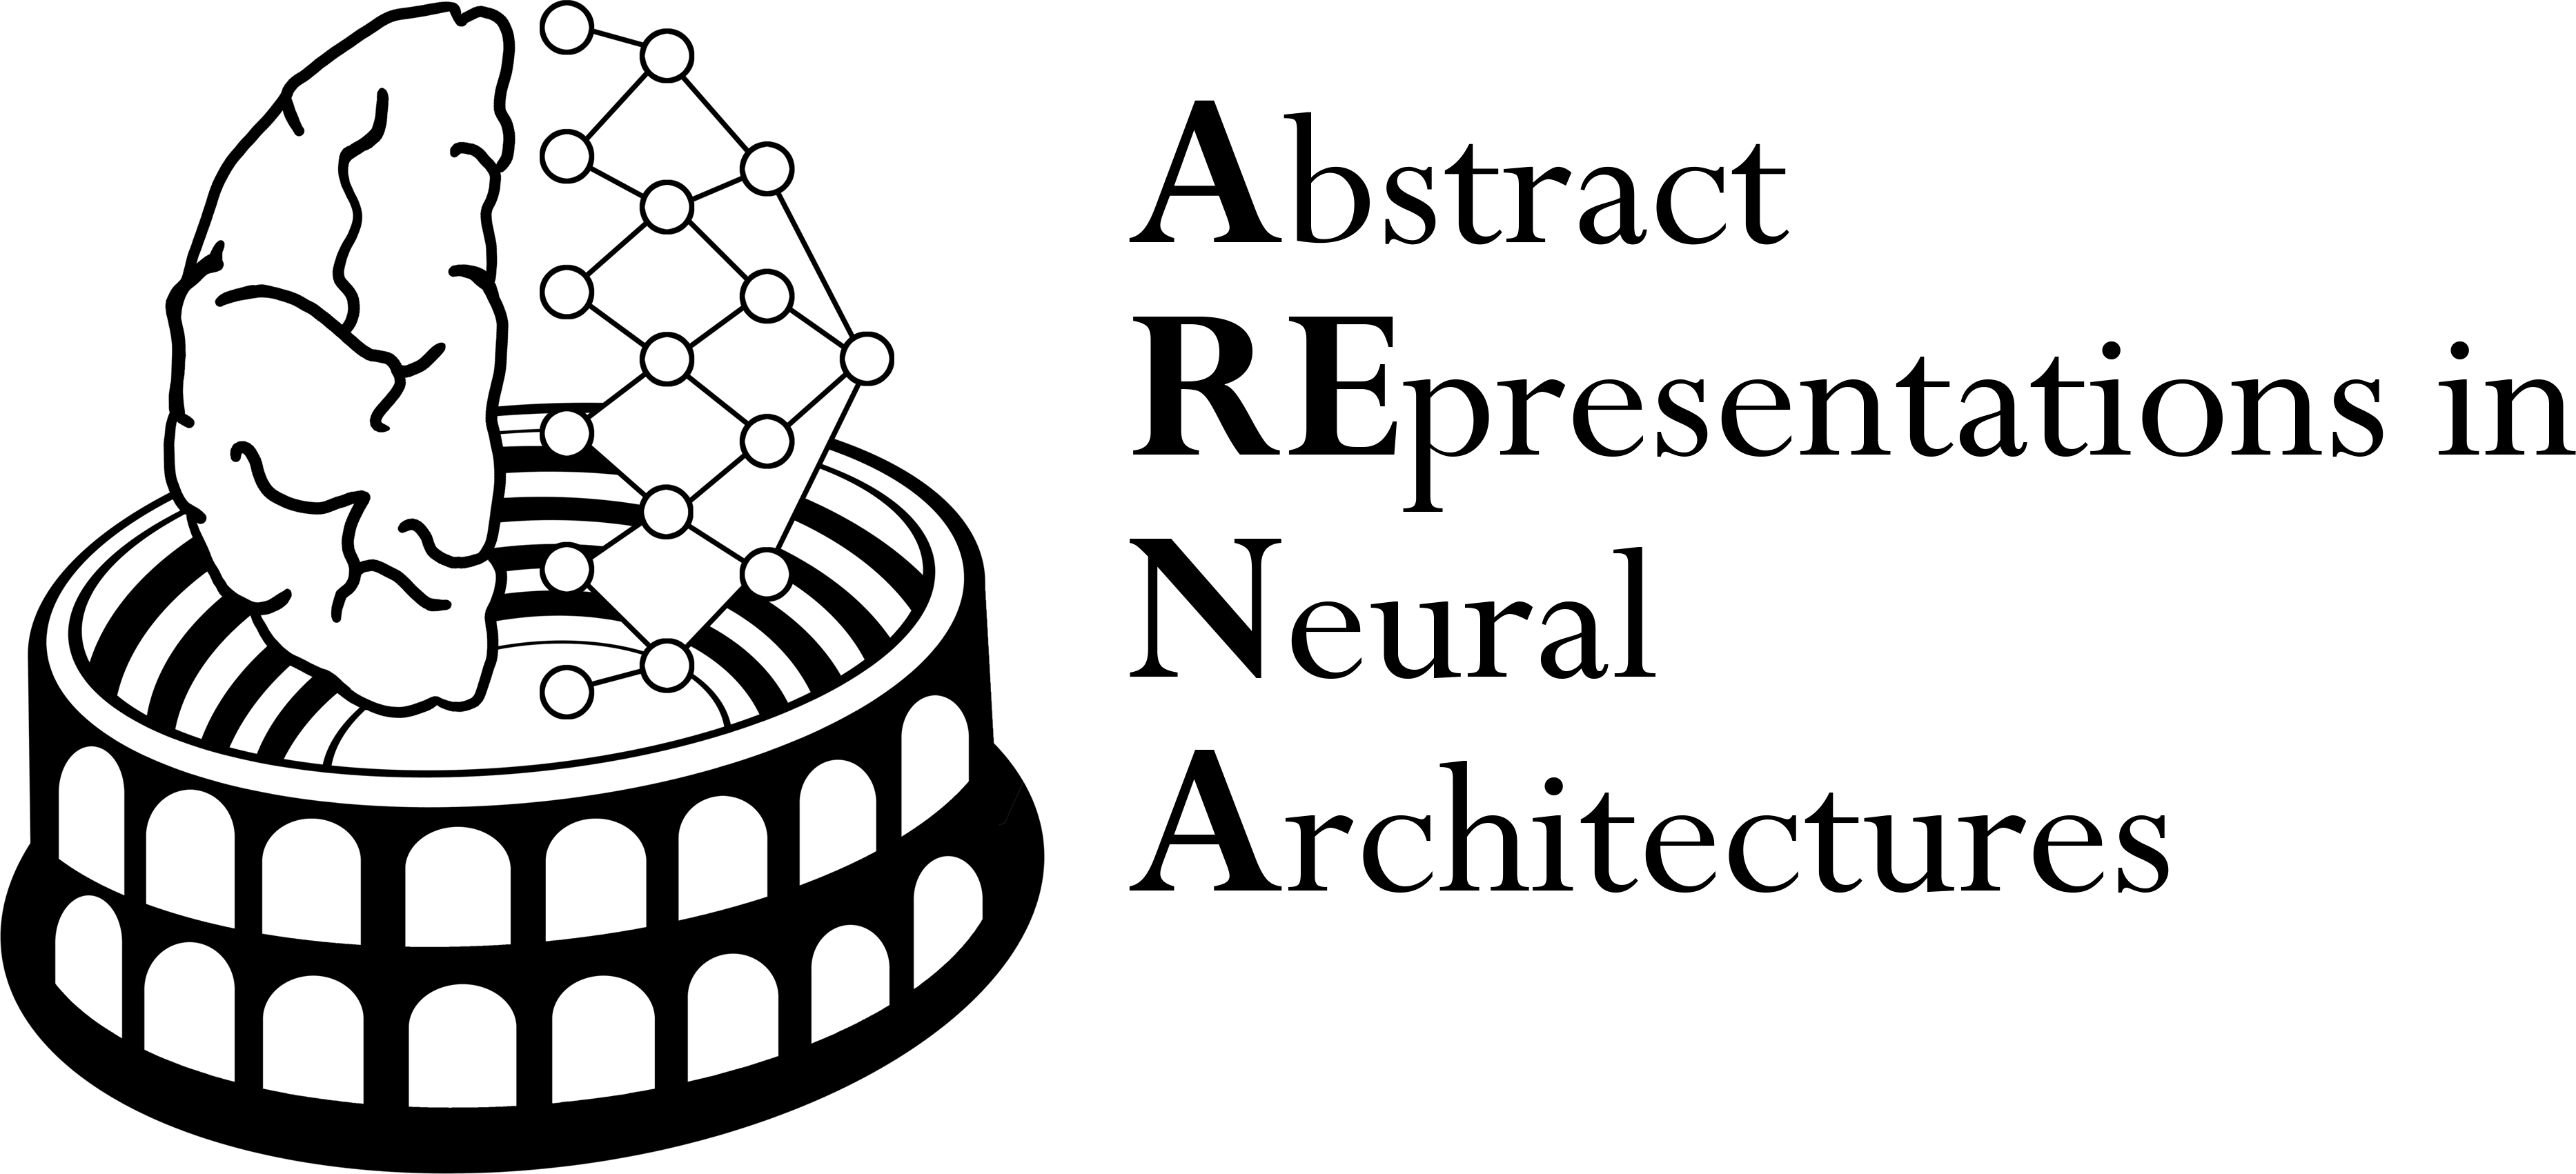 Abstract
REpresentations in
Neural
Architectures